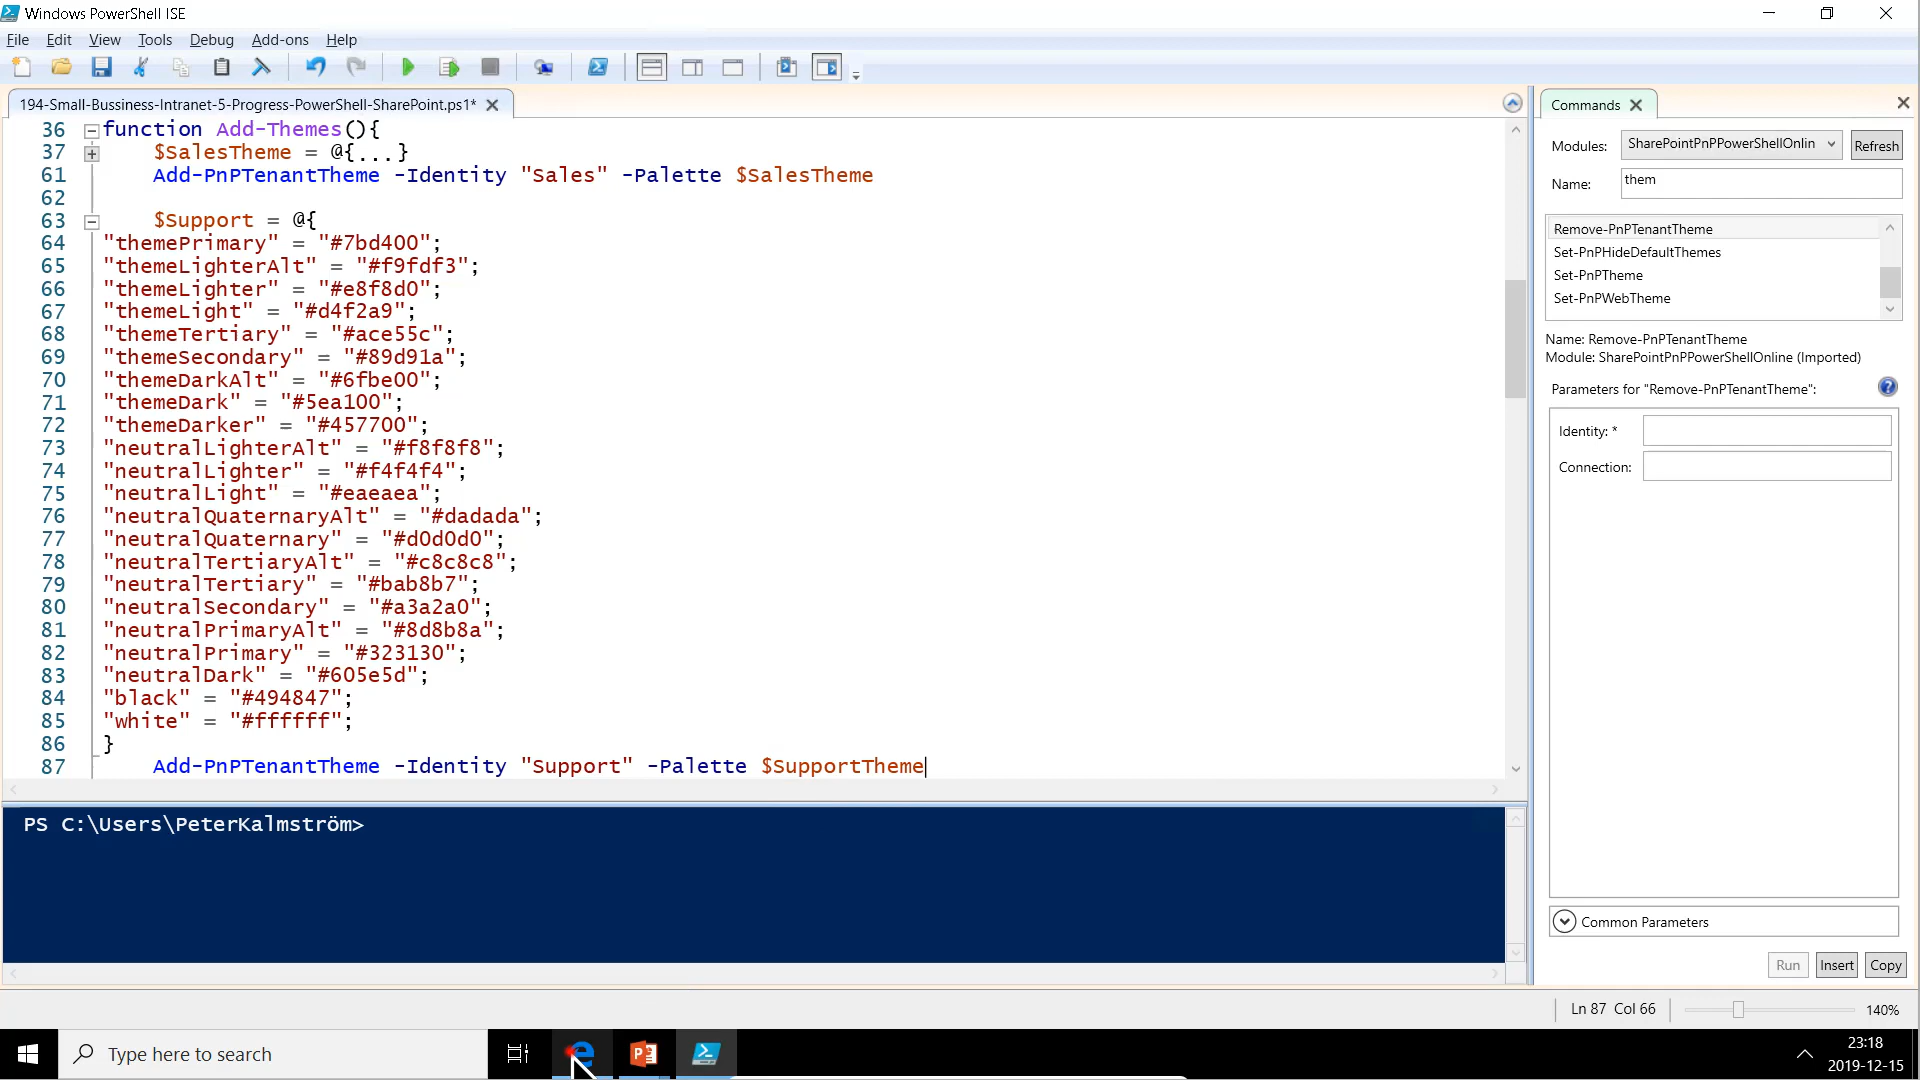 Windows PowerShell ISE
File Edit View Tools Debug Add-ons Help
194-Small-Bussiness-Intranet-5-Progress-PowerShell-SharePoint.ps1*
36 function Add-Themes(){
37 $SalesTheme = @{...}
61 Add-PnPTenantTheme -Identity "Sales" -Palette $SalesTheme
62
63 $Support = @{
64 "themePrimary" = "#7bd400";
65 "themeLighterAlt" = "#f9fdf3";
66 "themeLighter" = "#e8f8d0";
67 "themeLight" = "#d4f2a9";
68 "themeTertiary" = "#ace55c";
69 "themeSecondary" = "#89d91a";
70 "themeDarkAlt" = "#6fbe00";
71 "themeDark" = "#5ea100";
72 "themeDarker" = "#457700";
73 "neutralLighterAlt" = "#f8f8f8";
74 "neutralLighter" = "#f4f4f4";
75 "neutralLight" = "#eaeaea";
76 "neutralQuaternaryAlt" = "#dadada";
77 "neutralQuaternary" = "#d0d0d0";
78 "neutralTertiaryAlt" = "#c8c8c8";
79 "neutralTertiary" = "#bab8b7";
80 "neutralSecondary" = "#a3a2a0";
81 "neutralPrimaryAlt" = "#8d8b8a";
82 "neutralPrimary" = "#323130";
83 "neutralDark" = "#605e5d";
84 "black" = "#494847";
85 "white" = "#ffffff";
86 }
87 Add-PnPTenantTheme -Identity "Support" -Palette $SupportTheme
PS C:\Users\PeterKalmström>
Commands
Modules: SharePointPnPPowerShellOnlin Refresh
Name: them
Remove-PnPTenantTheme
Set-PnPHideDefaultThemes
Set-PnPTheme
Set-PnPWebTheme
Name: Remove-PnPTenantTheme
Module: SharePointPnPPowerShellOnline (Imported)
Parameters for "Remove-PnPTenantTheme":
Identity: *
Connection:
Common Parameters
Run Insert Copy
Ln 87 Col 66 140%
Type here to search
23:18
2019-12-15